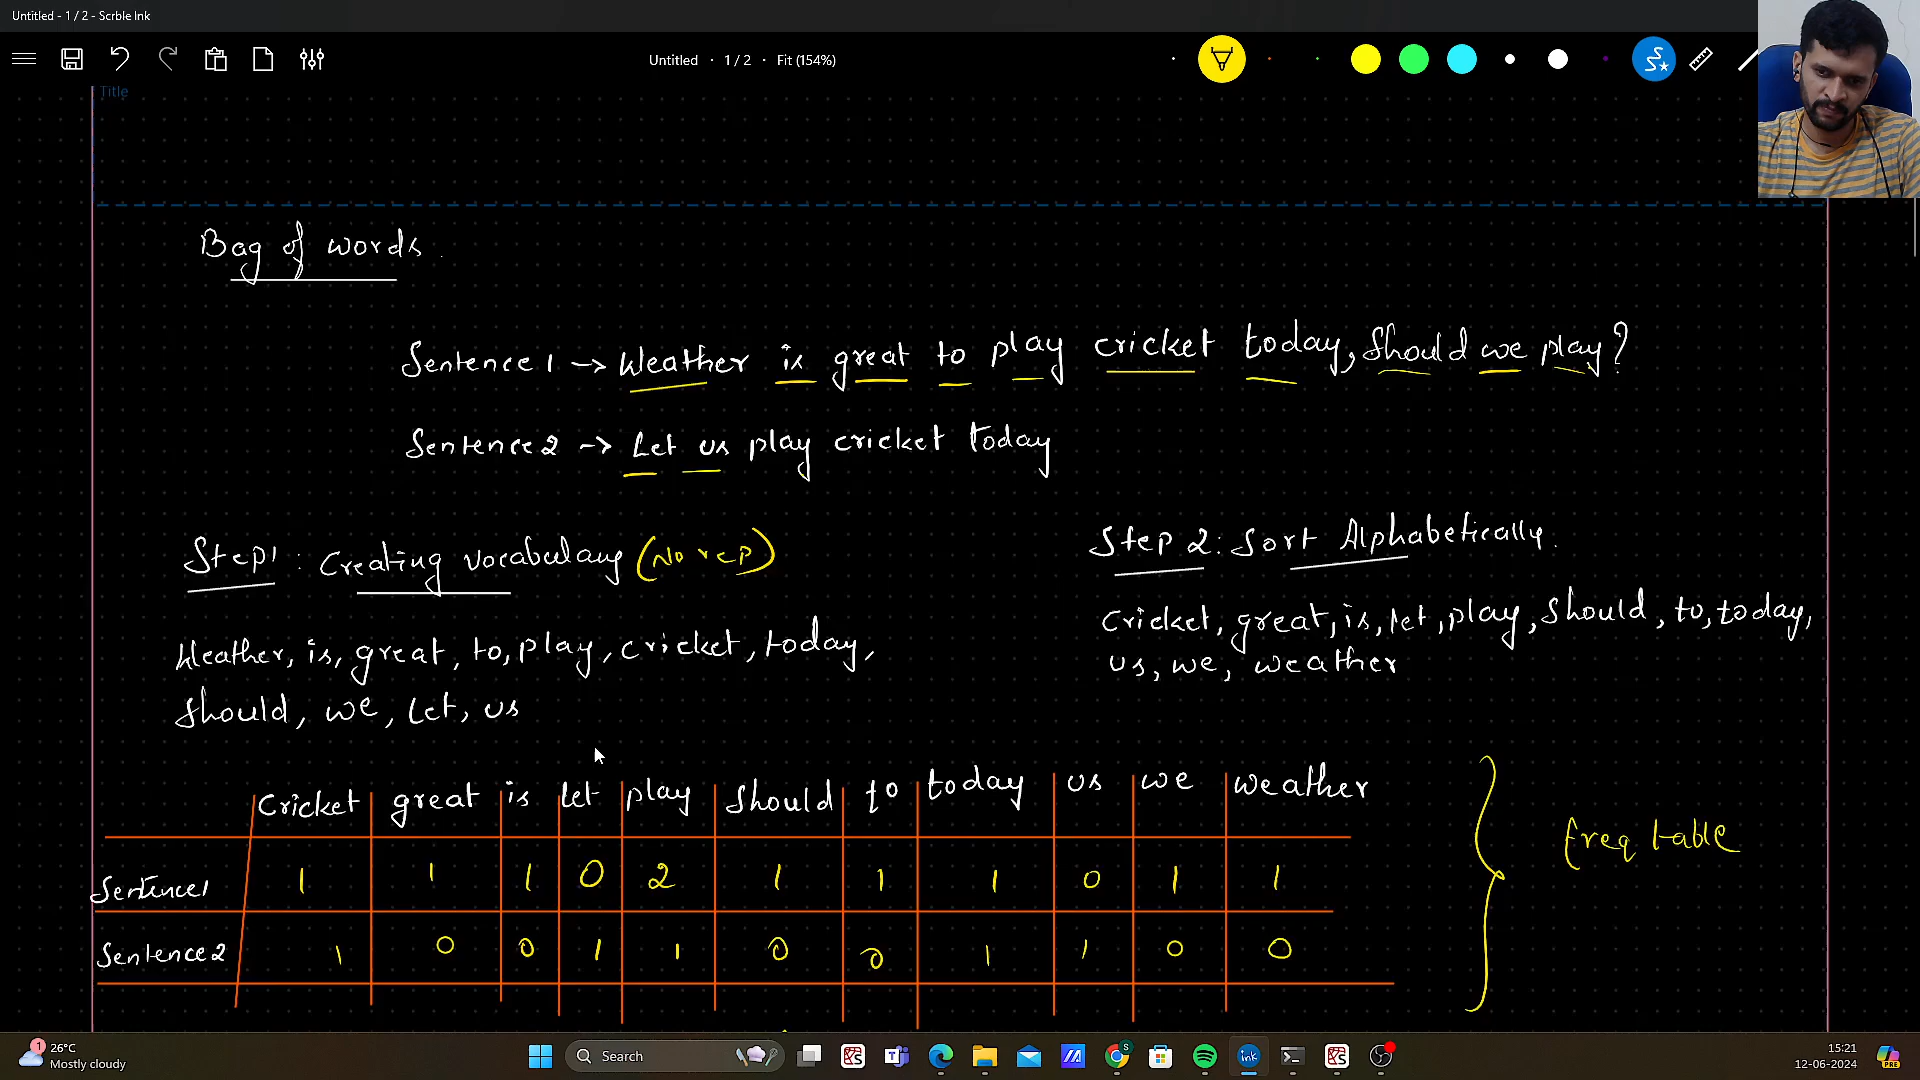 Untitled - 1 / 2 - Scrble Ink
Untitled · 1 / 2 · Fit (154%)
Title
Bag of words.
Sentence 1 -> Weather is great to play cricket today, Should we play?
Sentence 2 -> Let us play cricket today
Step 1 : Creating vocabulary (No rep)
Weather, is, great, to, play, cricket, today,
Should, we, Let, us
Step 2: Sort Alphabetically.
Cricket, great, is, let, play, Should, to, today,
us, we, weather
Cricket great is let play Should to today us we weather
Sentence1 1 1 1 0 2 1 1 1 0 1 1
Sentence2 1 0 0 1 1 0 0 1 1 0 0
freq table
1
26°C
Mostly cloudy
Search
ink
15:21
12-06-2024
PRE